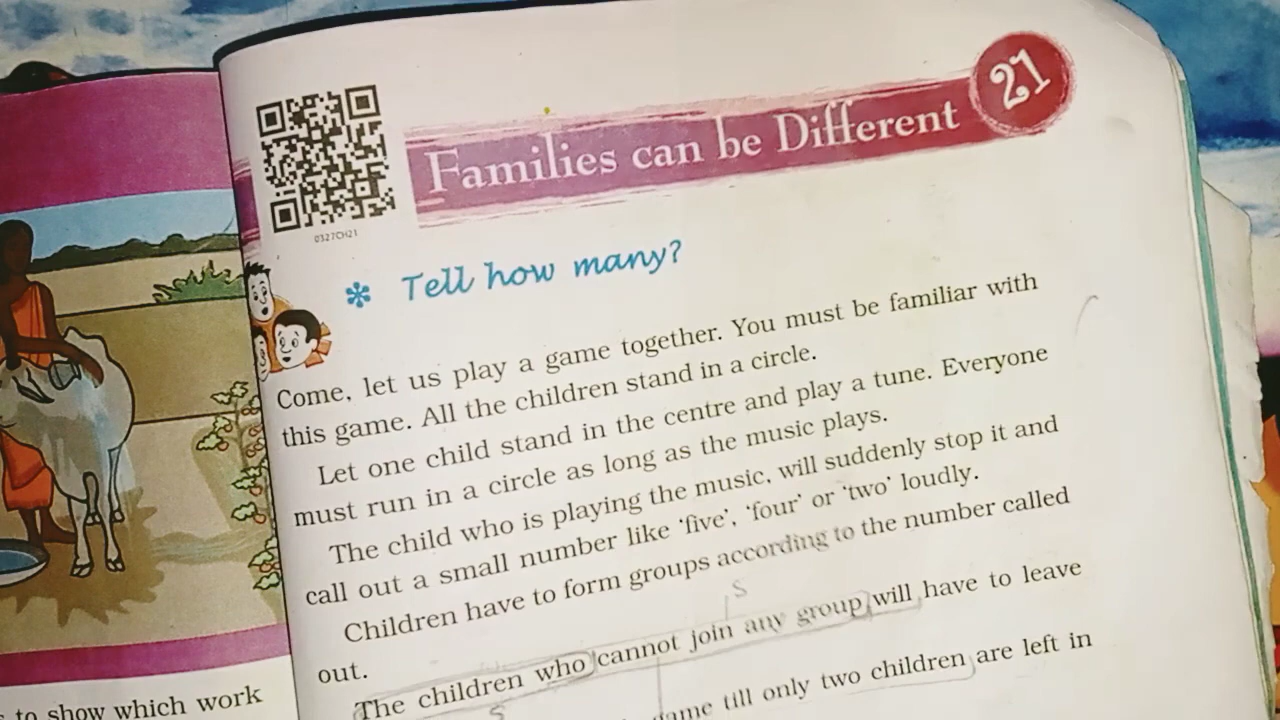 21
Families can be Different
0327CH21
* Tell how many?
Come, let us play a game together. You must be familiar with
this game. All the children stand in a circle.
Let one child stand in the centre and play a tune. Everyone
must run in a circle as long as the music plays.
The child who is playing the music, will suddenly stop it and
call out a small number like ‘five’, ‘four’ or ‘two’ loudly.
Children have to form groups according to the number called
out.
The children who cannot join any group will have to leave
till only two children are left in
to show which work
S
S